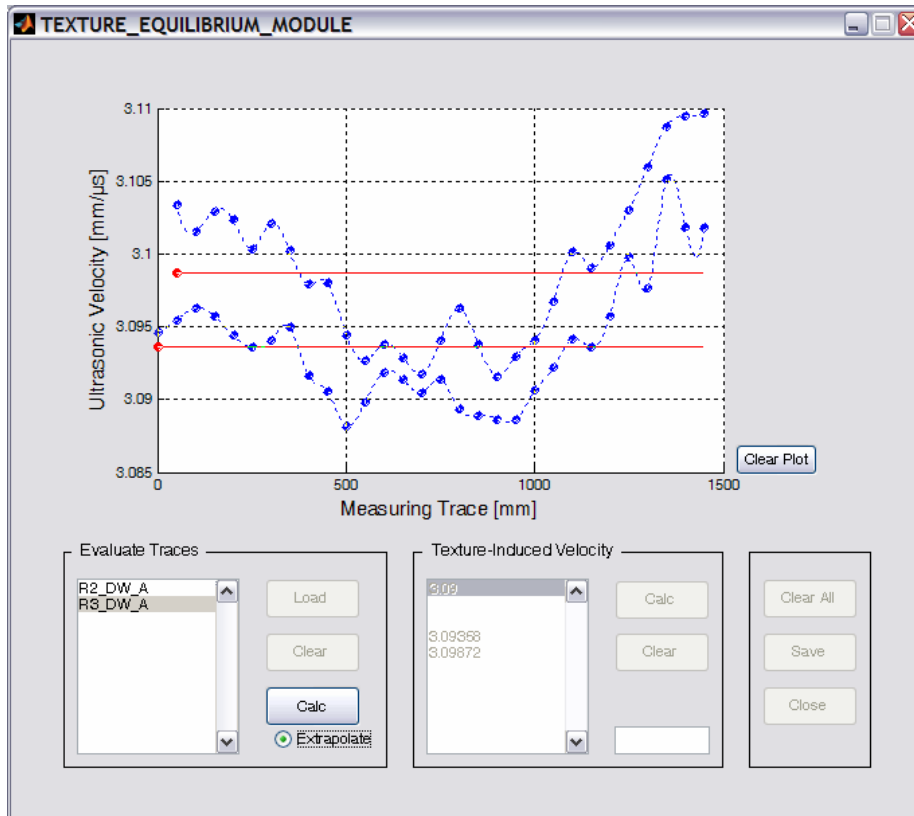 TEXTURE_EQUILIBRIUM_MODULE
3.11
3.105
3.1
3.095
3.09
3.085
Ultrasonic Velocity [mm/µs]
0
500
1000
1500
Measuring Trace [mm]
Clear Plot
Evaluate Traces
R2_DW_A
R3_DW_A
Load
Clear
Calc
Extrapolate
Texture-Induced Velocity
3.09
3.09368
3.09872
Calc
Clear
Clear All
Save
Close